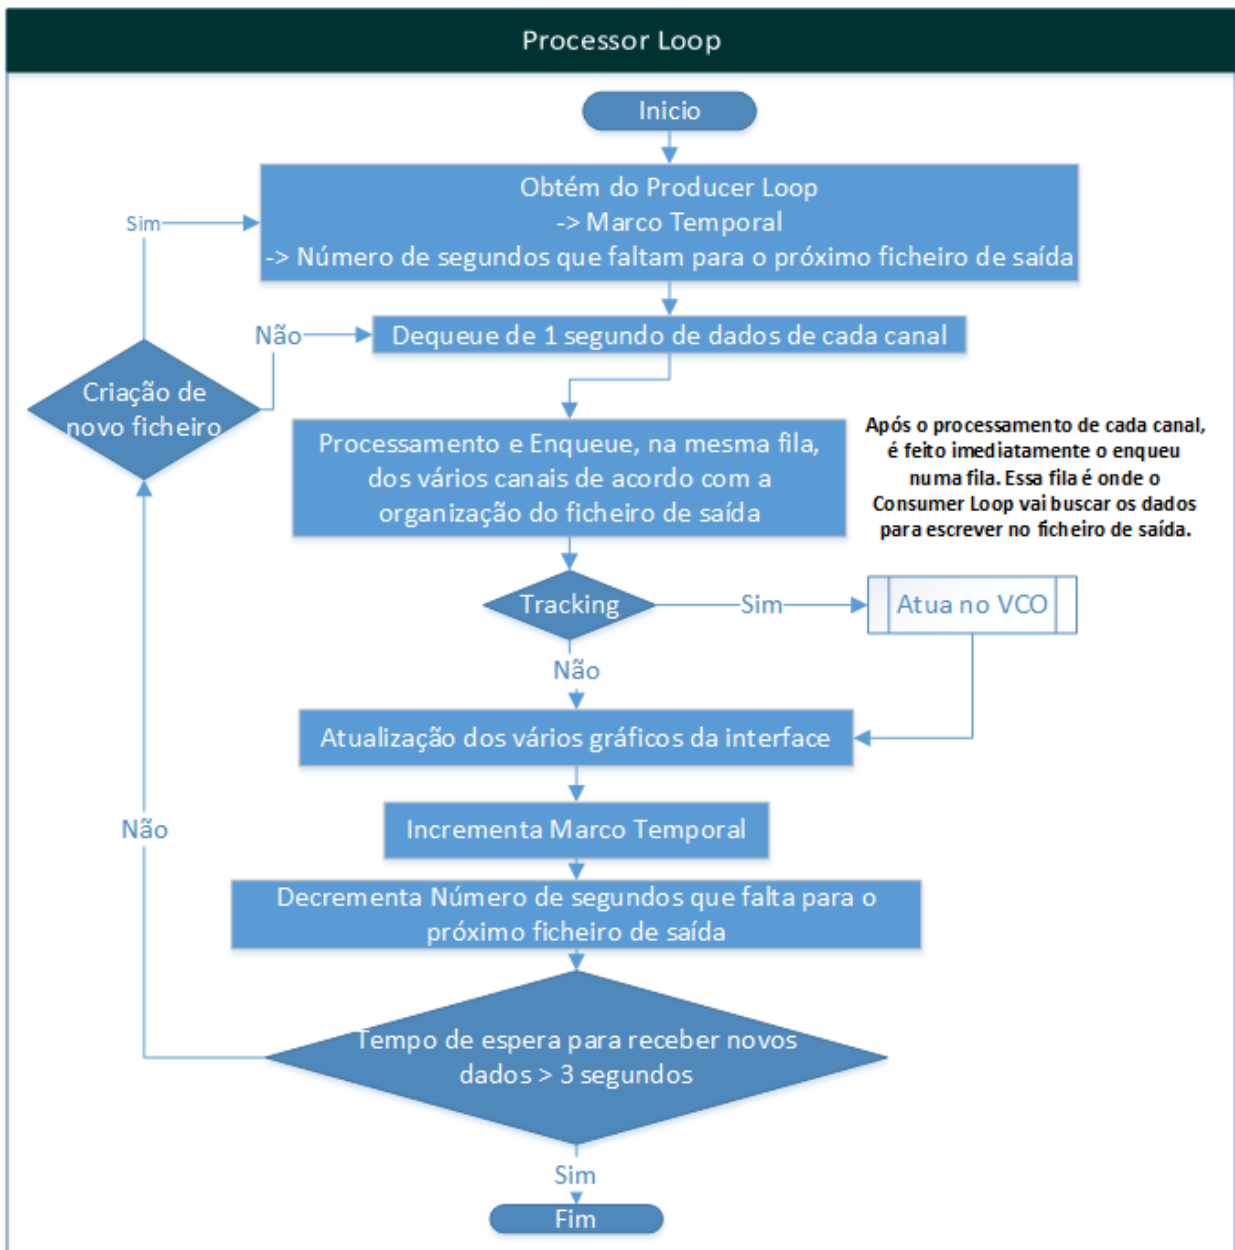 Processor Loop
Inicio
Obtém do Producer Loop
-> Marco Temporal
-> Número de segundos que faltam para o próximo ficheiro de saída
Sim
Não
Dequeue de 1 segundo de dados de cada canal
Criação de
novo ficheiro
Processamento e Enqueue, na mesma fila,
dos vários canais de acordo com a
organização do ficheiro de saída
Após o processamento de cada canal,
é feito imediatamente o enqueu
numa fila. Essa fila é onde o
Consumer Loop vai buscar os dados
para escrever no ficheiro de saída.
Tracking
Sim
Atua no VCO
Não
Atualização dos vários gráficos da interface
Incrementa Marco Temporal
Não
Decrementa Número de segundos que falta para o
próximo ficheiro de saída
Tempo de espera para receber novos
dados > 3 segundos
Sim
Fim